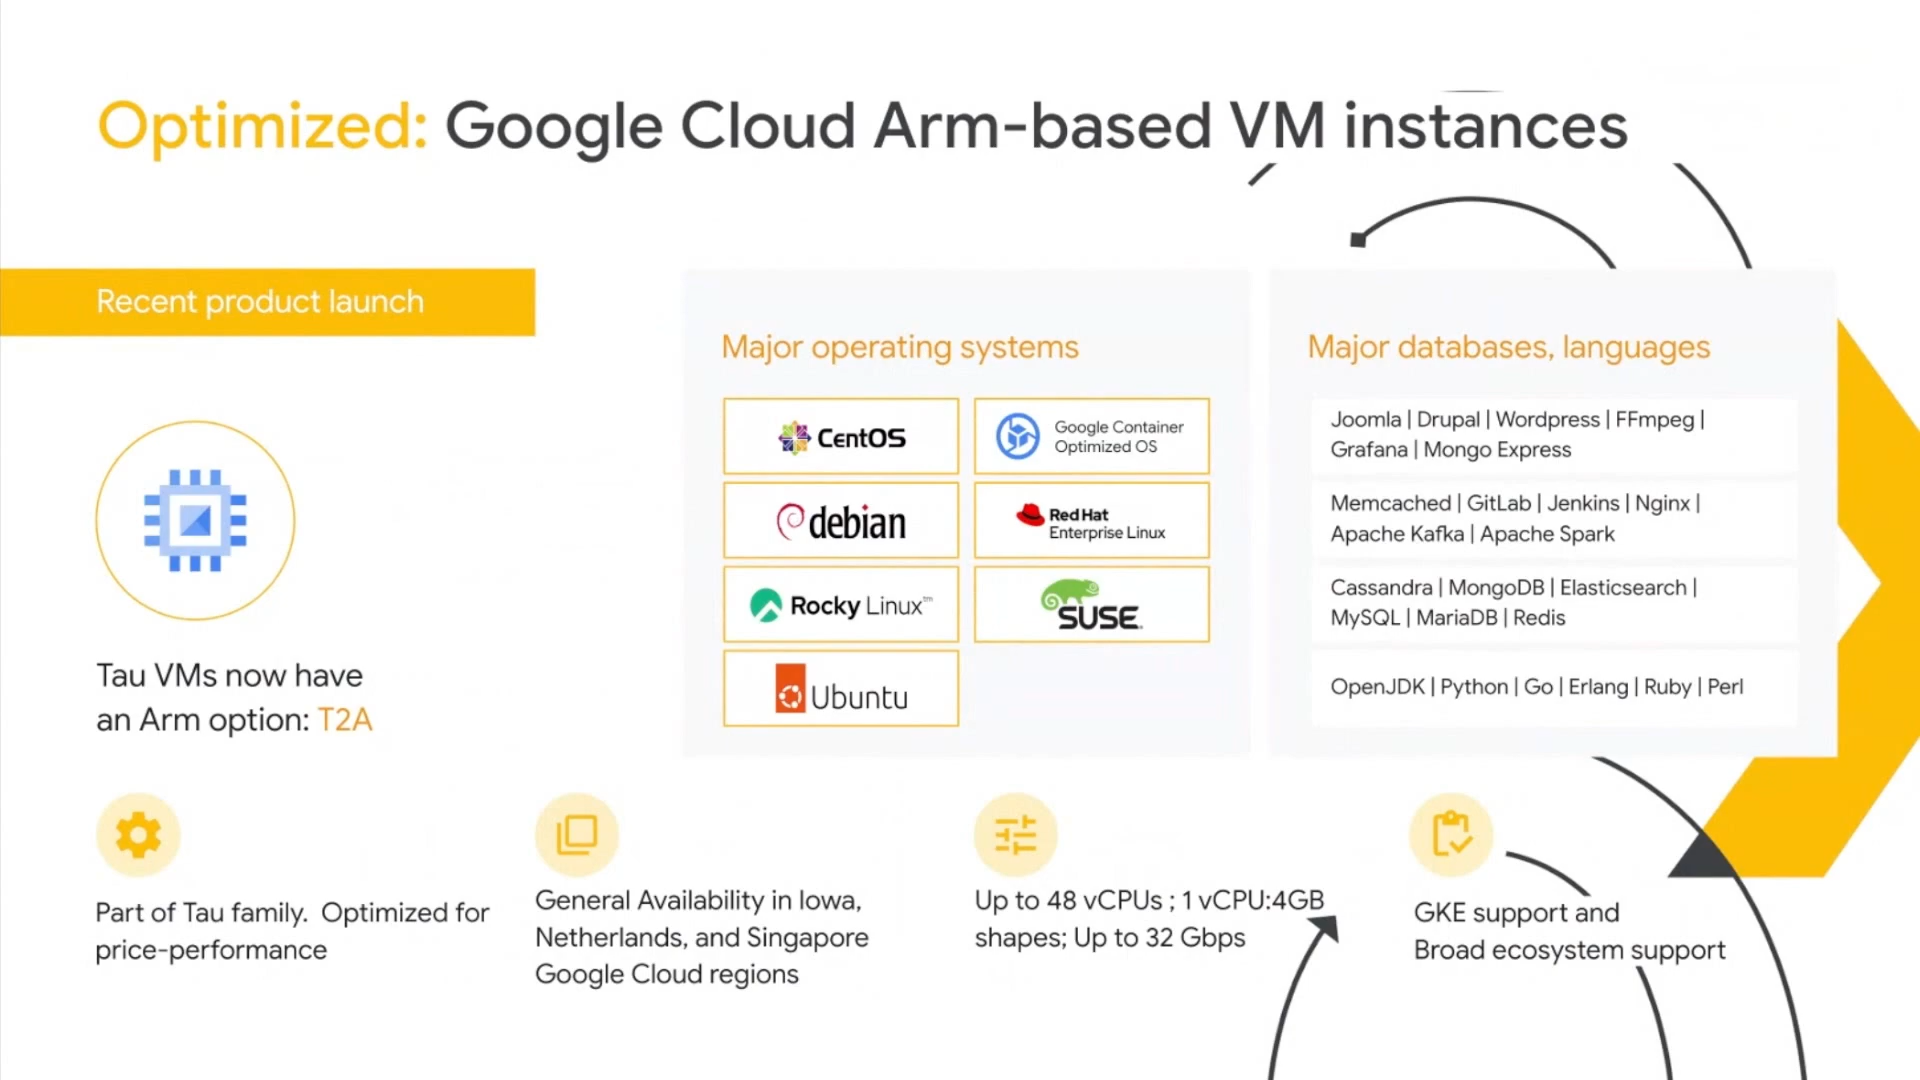 Optimized: Google Cloud Arm-based VM instances
Recent product launch
Tau VMs now have
an Arm option: T2A
Major operating systems
CentOS
Google Container
Optimized OS
debian
Red Hat
Enterprise Linux
Rocky Linux™
SUSE
Ubuntu
Major databases, languages
Joomla | Drupal | Wordpress | FFmpeg |
Grafana | Mongo Express
Memcached | GitLab | Jenkins | Nginx |
Apache Kafka | Apache Spark
Cassandra | MongoDB | Elasticsearch |
MySQL | MariaDB | Redis
OpenJDK | Python | Go | Erlang | Ruby | Perl
Part of Tau family.  Optimized for
price-performance
General Availability in Iowa,
Netherlands, and Singapore
Google Cloud regions
Up to 48 vCPUs ; 1 vCPU:4GB
shapes; Up to 32 Gbps
GKE support and
Broad ecosystem support